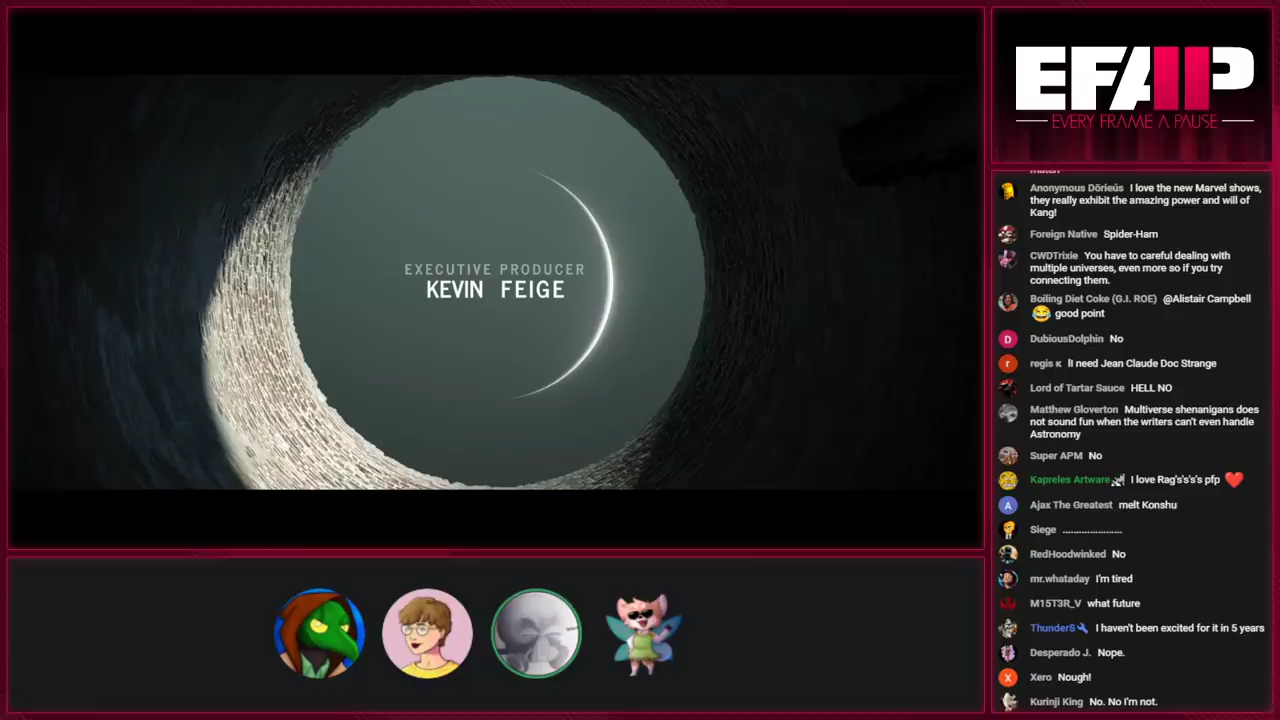 EXECUTIVE PRODUCER
KEVIN FEIGE
EFAP
EVERY FRAME A PAUSE
Anonymous Dōrieús I love the new Marvel shows,
they really exhibit the amazing power and will of
Kang!
Foreign Native Spider-Ham
CWDTrixie You have to careful dealing with
multiple universes, even more so if you try
connecting them.
Boiling Diet Coke (G.I. ROE) @Alistair Campbell
😂 good point
D DubiousDolphin No
r regis ĸ II need Jean Claude Doc Strange
Lord of Tartar Sauce HELL NO
Matthew Gloverton Multiverse shenanigans does
not sound fun when the writers can't even handle
Astronomy
Super APM No
Kapreles Artware I love Rag's's's's pfp ❤️
A Ajax The Greatest melt Konshu
Siege ......................
RedHoodwinked No
mr.whataday I'm tired
M15T3R_V what future
ThunderS I haven't been excited for it in 5 years
Desperado J. Nope.
X Xero Nough!
Kurinji King No. No I'm not.